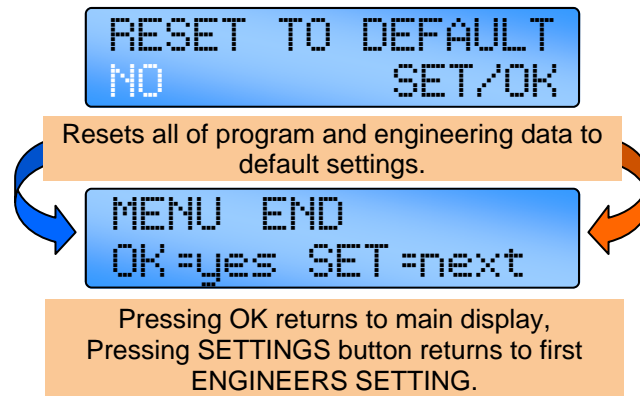 RESET TO DEFAULT
NO SET/OK
Resets all of program and engineering data to
default settings.
MENU END
OK=yes SET=next
Pressing OK returns to main display,
Pressing SETTINGS button returns to first
ENGINEERS SETTING.